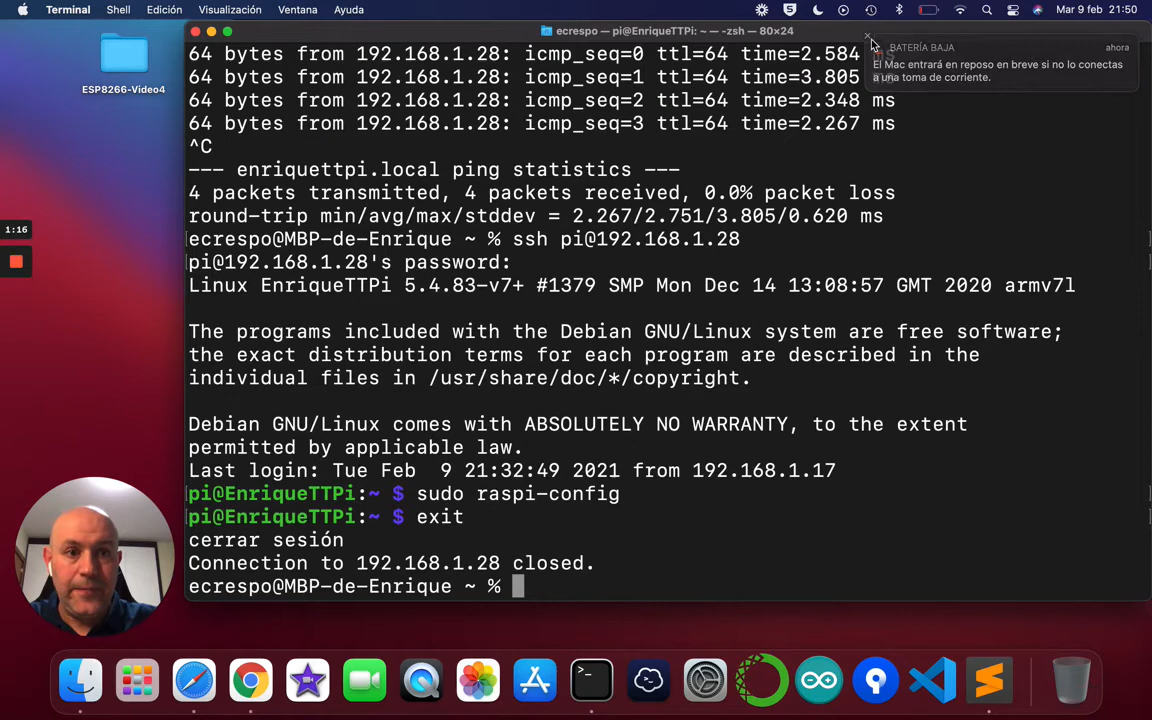 Terminal Shell Edición Visualización Ventana Ayuda
Mar 9 feb 21:50
ecrespo — pi@EnriqueTTPi: ~ — -zsh — 80×24
ESP8266-Video4
BATERÍA BAJA ahora
El Mac entrará en reposo en breve si no lo conectas
a una toma de corriente.
64 bytes from 192.168.1.28: icmp_seq=0 ttl=64 time=2.584 ms
64 bytes from 192.168.1.28: icmp_seq=1 ttl=64 time=3.805 ms
64 bytes from 192.168.1.28: icmp_seq=2 ttl=64 time=2.348 ms
64 bytes from 192.168.1.28: icmp_seq=3 ttl=64 time=2.267 ms
^C
--- enriquettpi.local ping statistics ---
4 packets transmitted, 4 packets received, 0.0% packet loss
round-trip min/avg/max/stddev = 2.267/2.751/3.805/0.620 ms
1:16
ecrespo@MBP-de-Enrique ~ % ssh pi@192.168.1.28
pi@192.168.1.28's password:
Linux EnriqueTTPi 5.4.83-v7+ #1379 SMP Mon Dec 14 13:08:57 GMT 2020 armv7l
The programs included with the Debian GNU/Linux system are free software;
the exact distribution terms for each program are described in the
individual files in /usr/share/doc/*/copyright.
Debian GNU/Linux comes with ABSOLUTELY NO WARRANTY, to the extent
permitted by applicable law.
Last login: Tue Feb  9 21:32:49 2021 from 192.168.1.17
pi@EnriqueTTPi:~ $ sudo raspi-config
pi@EnriqueTTPi:~ $ exit
cerrar sesión
Connection to 192.168.1.28 closed.
ecrespo@MBP-de-Enrique ~ %